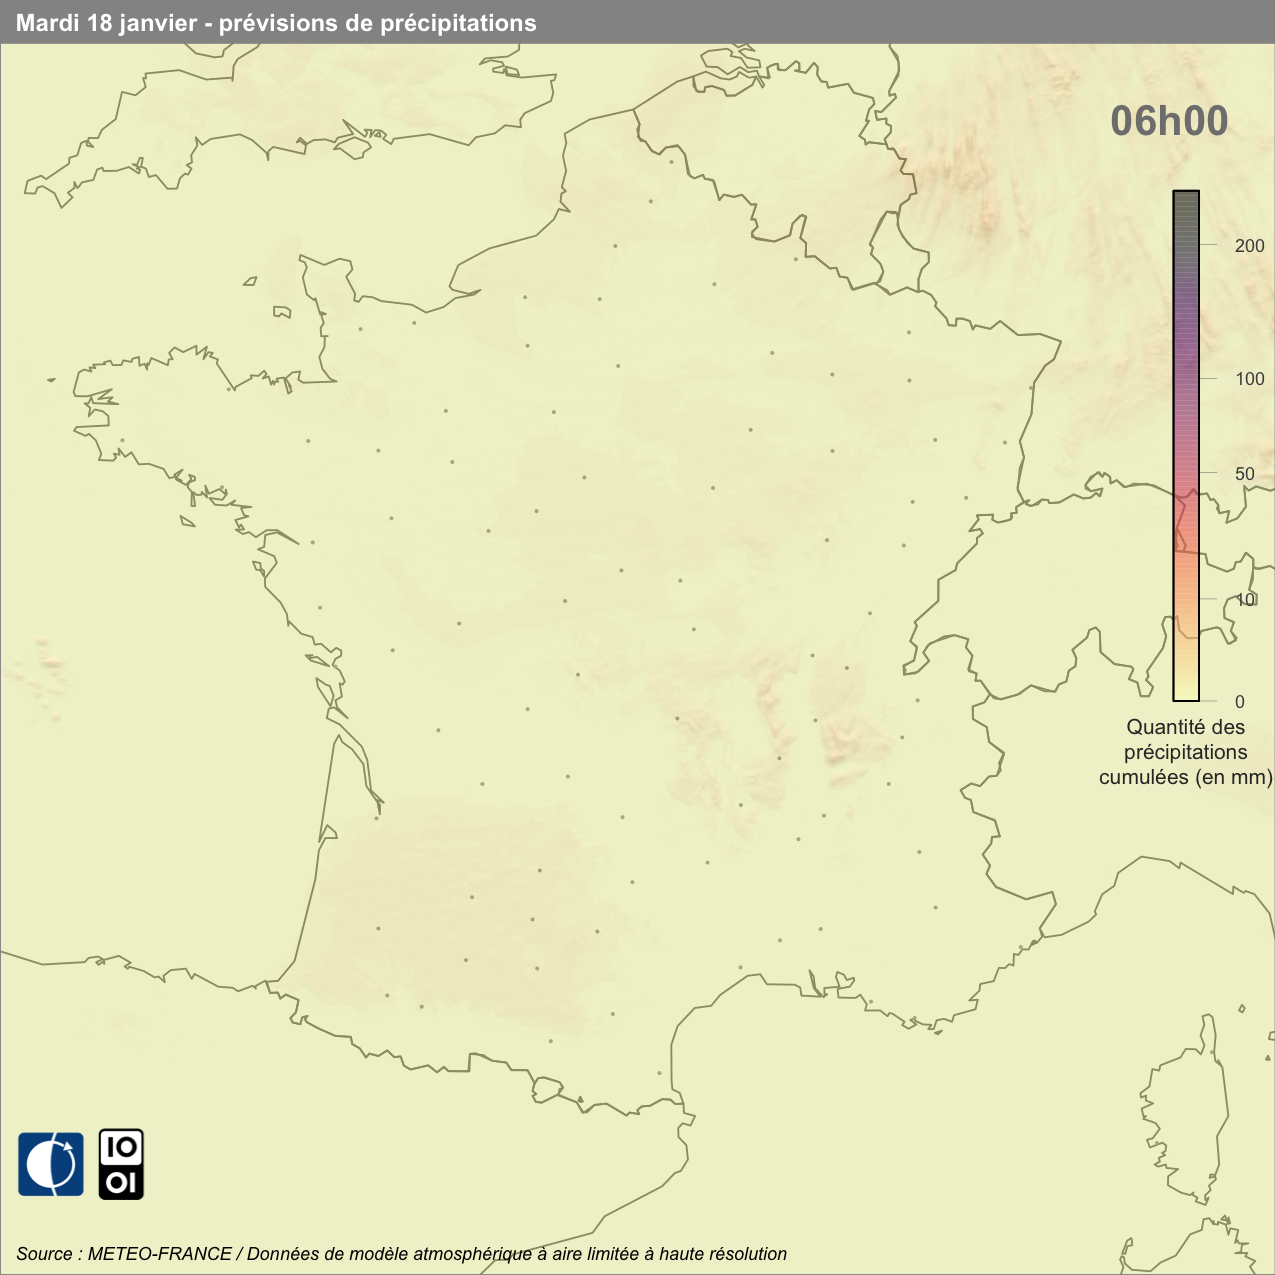 Mardi 18 janvier - prévisions de précipitations
06h00
200
100
50
10
0
Quantité des
précipitations
cumulées (en mm)
IO
OI
Source : METEO-FRANCE / Données de modèle atmosphérique à aire limitée à haute résolution